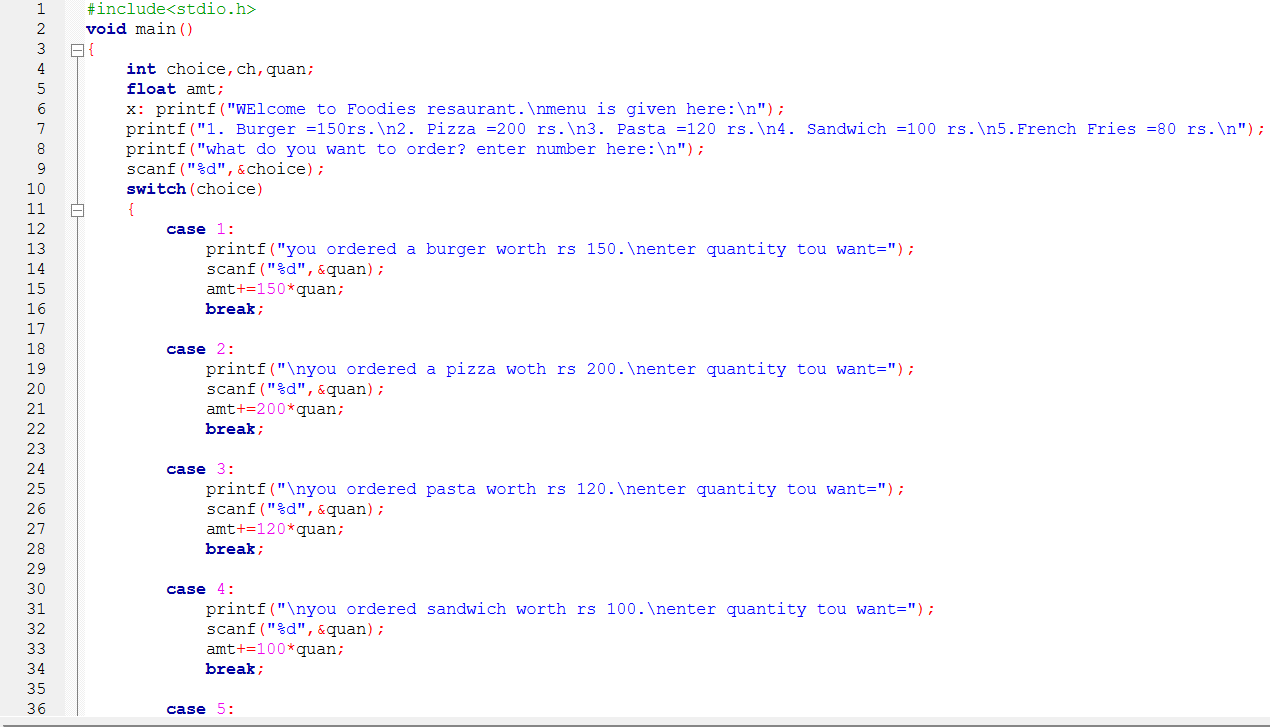 1 #include<stdio.h>
2 void main()
3 {
4 int choice,ch,quan;
5 float amt;
6 x: printf("WElcome to Foodies resaurant.\nmenu is given here:\n");
7 printf("1. Burger =150rs.\n2. Pizza =200 rs.\n3. Pasta =120 rs.\n4. Sandwich =100 rs.\n5.French Fries =80 rs.\n");
8 printf("what do you want to order? enter number here:\n");
9 scanf("%d",&choice);
10 switch(choice)
11 {
12 case 1:
13 printf("you ordered a burger worth rs 150.\nenter quantity tou want=");
14 scanf("%d",&quan);
15 amt+=150*quan;
16 break;
17
18 case 2:
19 printf("\nyou ordered a pizza woth rs 200.\nenter quantity tou want=");
20 scanf("%d",&quan);
21 amt+=200*quan;
22 break;
23
24 case 3:
25 printf("\nyou ordered pasta worth rs 120.\nenter quantity tou want=");
26 scanf("%d",&quan);
27 amt+=120*quan;
28 break;
29
30 case 4:
31 printf("\nyou ordered sandwich worth rs 100.\nenter quantity tou want=");
32 scanf("%d",&quan);
33 amt+=100*quan;
34 break;
35
36 case 5: